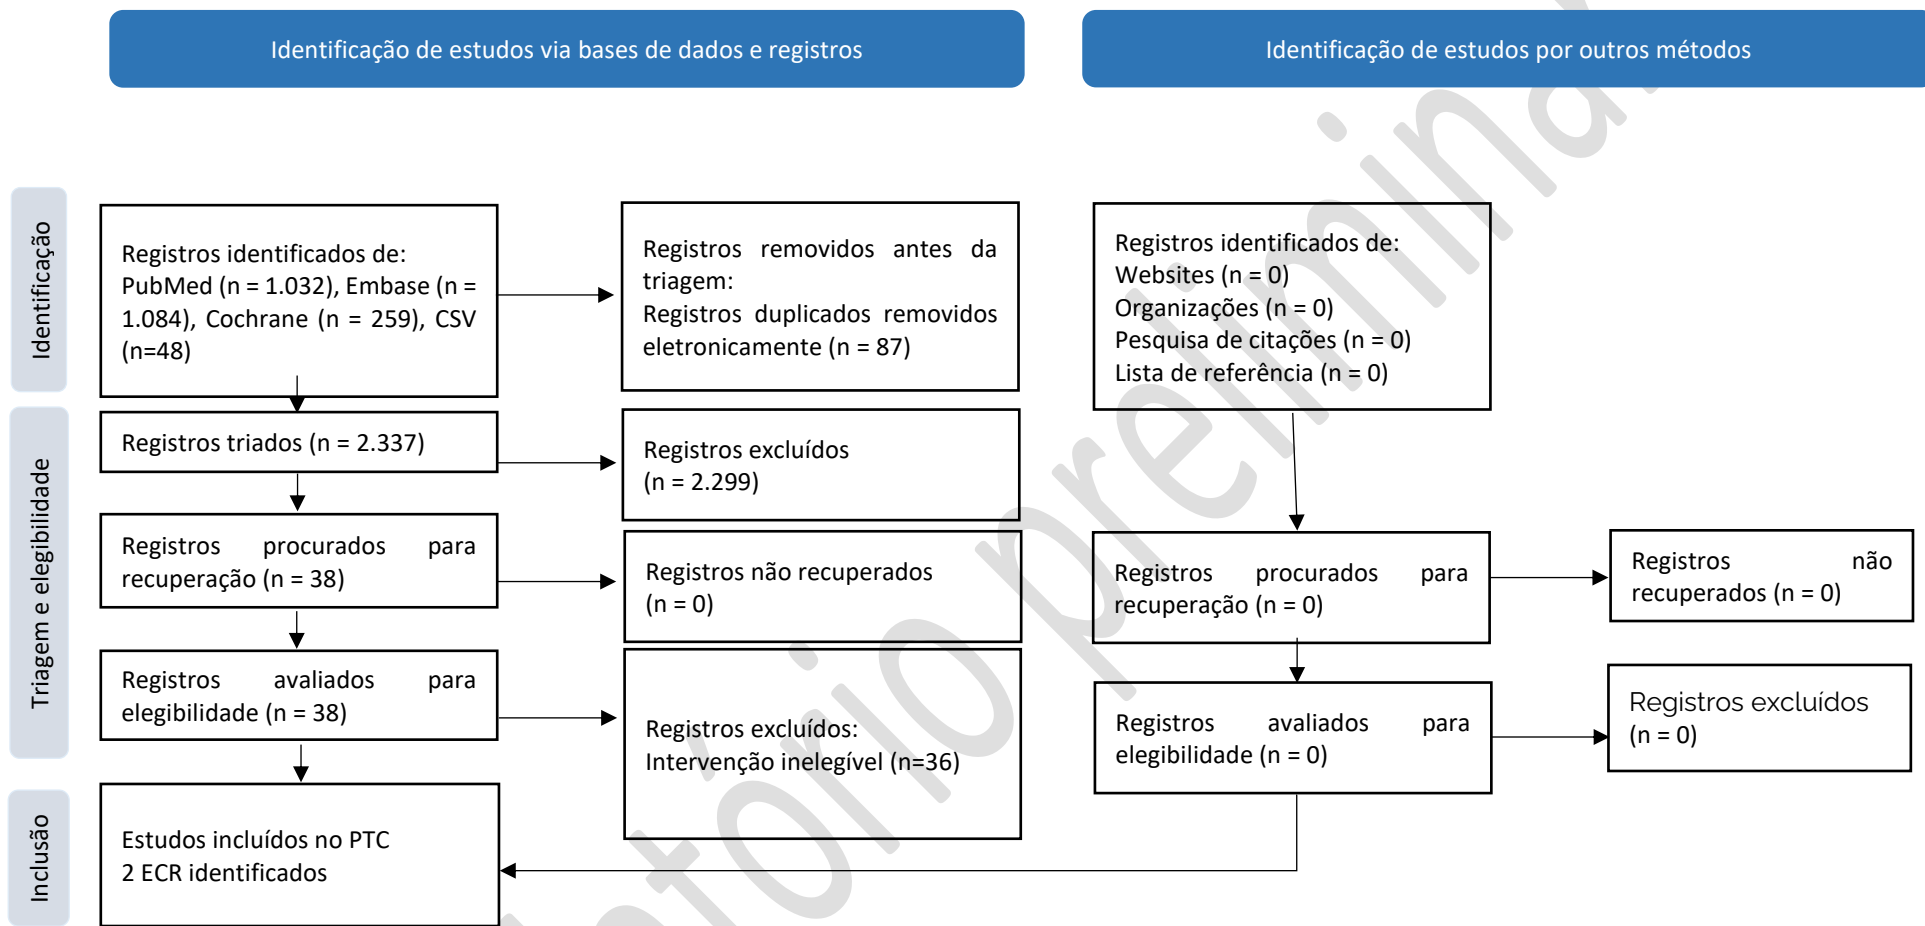 Identificação de estudos via bases de dados e registros
Identificação de estudos por outros métodos
Identificação
Registros identificados de:
PubMed (n = 1.032), Embase (n =
1.084), Cochrane (n = 259), CSV
(n=48)
Registros removidos antes da
triagem:
Registros duplicados removidos
eletronicamente (n = 87)
Registros identificados de:
Websites (n = 0)
Organizações (n = 0)
Pesquisa de citações (n = 0)
Lista de referência (n = 0)
Triagem e elegibilidade
Registros triados (n = 2.337)
Registros excluídos
(n = 2.299)
Registros procurados para
recuperação (n = 38)
Registros não recuperados
(n = 0)
Registros procurados para
recuperação (n = 0)
Registros não
recuperados (n = 0)
Registros avaliados para
elegibilidade (n = 38)
Registros excluídos:
Intervenção inelegível (n=36)
Registros avaliados para
elegibilidade (n = 0)
Registros excluídos
(n = 0)
Inclusão
Estudos incluídos no PTC
2 ECR identificados